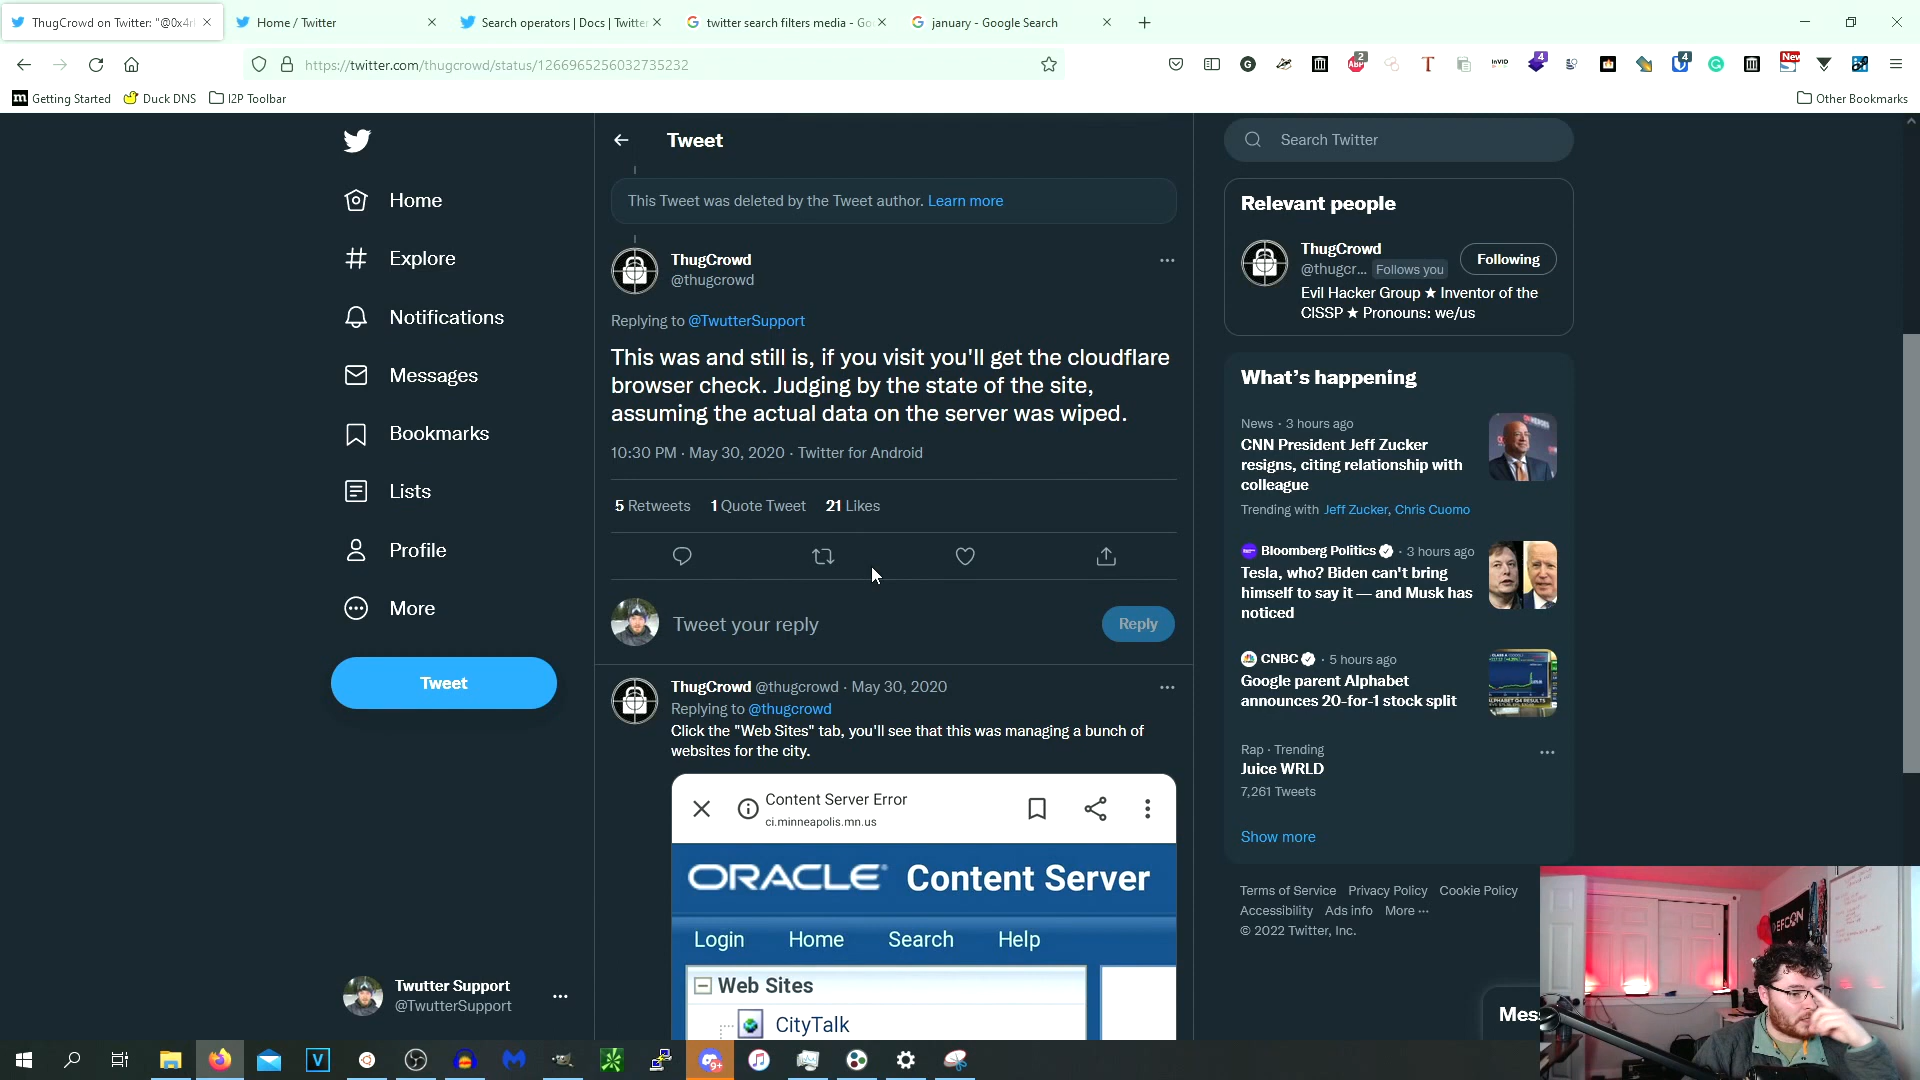 ThugCrowd on Twitter: "@0x4r
Home / Twitter
Search operators | Docs | Twitte
twitter search filters media - Go
january - Google Search
https://twitter.com/thugcrowd/status/1266965256032735232
Getting Started
Duck DNS
I2P Toolbar
Other Bookmarks
Home
Explore
Notifications
Messages
Bookmarks
Lists
Profile
More
Tweet
Twutter Support
@TwutterSupport
Tweet
This Tweet was deleted by the Tweet author. Learn more
ThugCrowd
@thugcrowd
Replying to @TwutterSupport
This was and still is, if you visit you'll get the cloudflare
browser check. Judging by the state of the site,
assuming the actual data on the server was wiped.
10:30 PM · May 30, 2020 · Twitter for Android
5 Retweets 1 Quote Tweet 21 Likes
Tweet your reply
Reply
ThugCrowd @thugcrowd · May 30, 2020
Replying to @thugcrowd
Click the "Web Sites" tab, you'll see that this was managing a bunch of
websites for the city.
Content Server Error
ci.minneapolis.mn.us
ORACLE Content Server
Login Home Search Help
Web Sites
CityTalk
Search Twitter
Relevant people
ThugCrowd
@thugcr... Follows you
Following
Evil Hacker Group ★ Inventor of the
CISSP ★ Pronouns: we/us
What's happening
News · 3 hours ago
CNN President Jeff Zucker
resigns, citing relationship with
colleague
Trending with Jeff Zucker, Chris Cuomo
Bloomberg Politics · 3 hours ago
Tesla, who? Biden can't bring
himself to say it — and Musk has
noticed
CNBC · 5 hours ago
Google parent Alphabet
announces 20-for-1 stock split
Rap · Trending
Juice WRLD
7,261 Tweets
Show more
Terms of Service Privacy Policy Cookie Policy
Accessibility Ads info More ···
© 2022 Twitter, Inc.
Mes
DEFCON